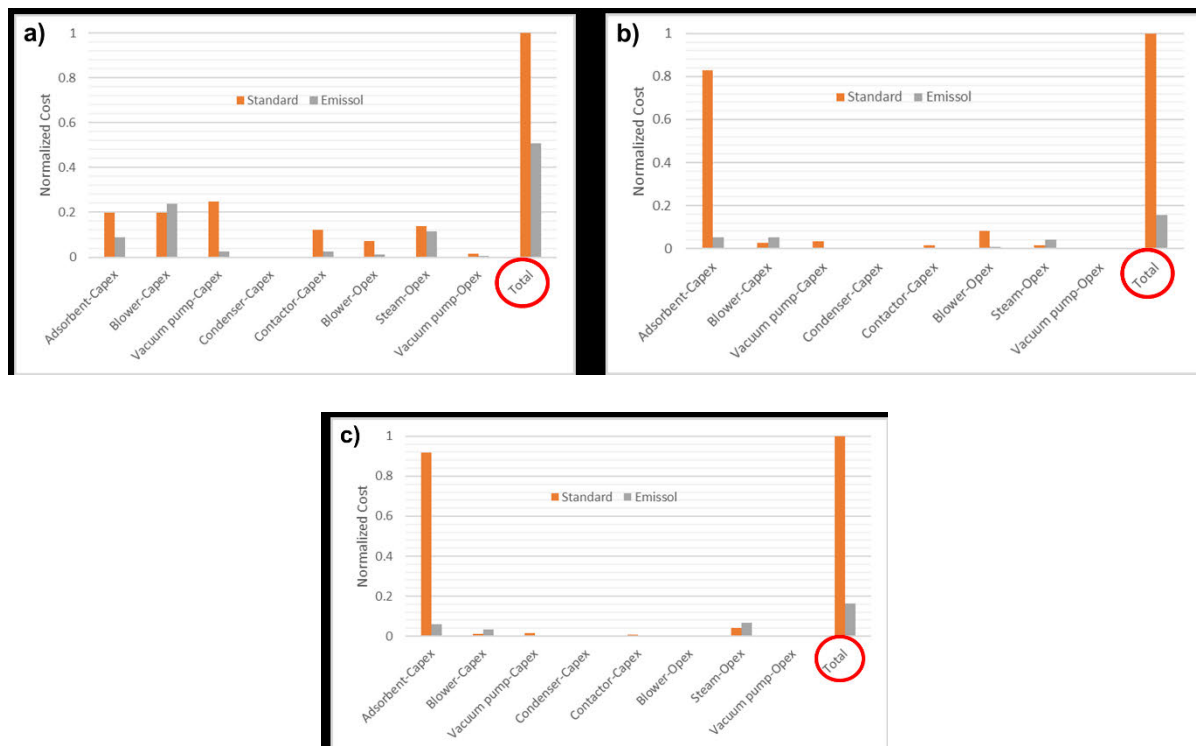 a)
Normalized Cost
1
0.8
0.6
0.4
0.2
0
Standard Emissol
Adsorbent-Capex
Blower-Capex
Vacuum pump-Capex
Condenser-Capex
Contactor-Capex
Blower-Opex
Steam-Opex
Vacuum pump-Opex
Total
b)
Normalized Cost
1
0.8
0.6
0.4
0.2
0
Standard Emissol
Adsorbent-Capex
Blower-Capex
Vacuum pump-Capex
Condenser-Capex
Contactor-Capex
Blower-Opex
Steam-Opex
Vacuum pump-Opex
Total
c)
Normalized Cost
1
0.8
0.6
0.4
0.2
0
Standard Emissol
Adsorbent-Capex
Blower-Capex
Vacuum pump-Capex
Condenser-Capex
Contactor-Capex
Blower-Opex
Steam-Opex
Vacuum pump-Opex
Total